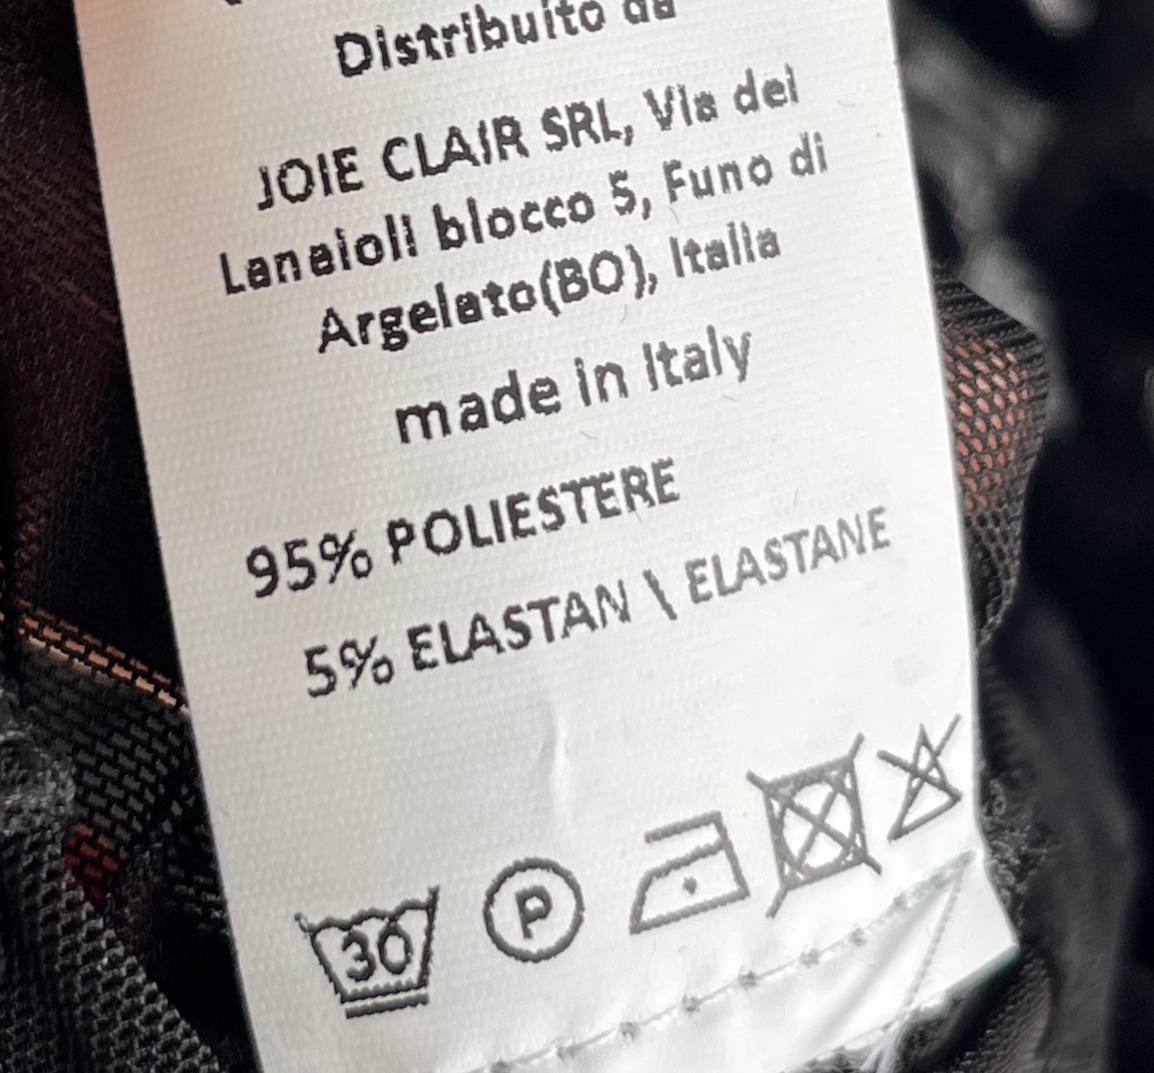 Distribuito da
JOIE CLAIR SRL, Via dei
Lanaioli blocco 5, Funo di
Argelato(BO), Italia
made in Italy
95% POLIESTERE
5% ELASTAN \ ELASTANE
30 P